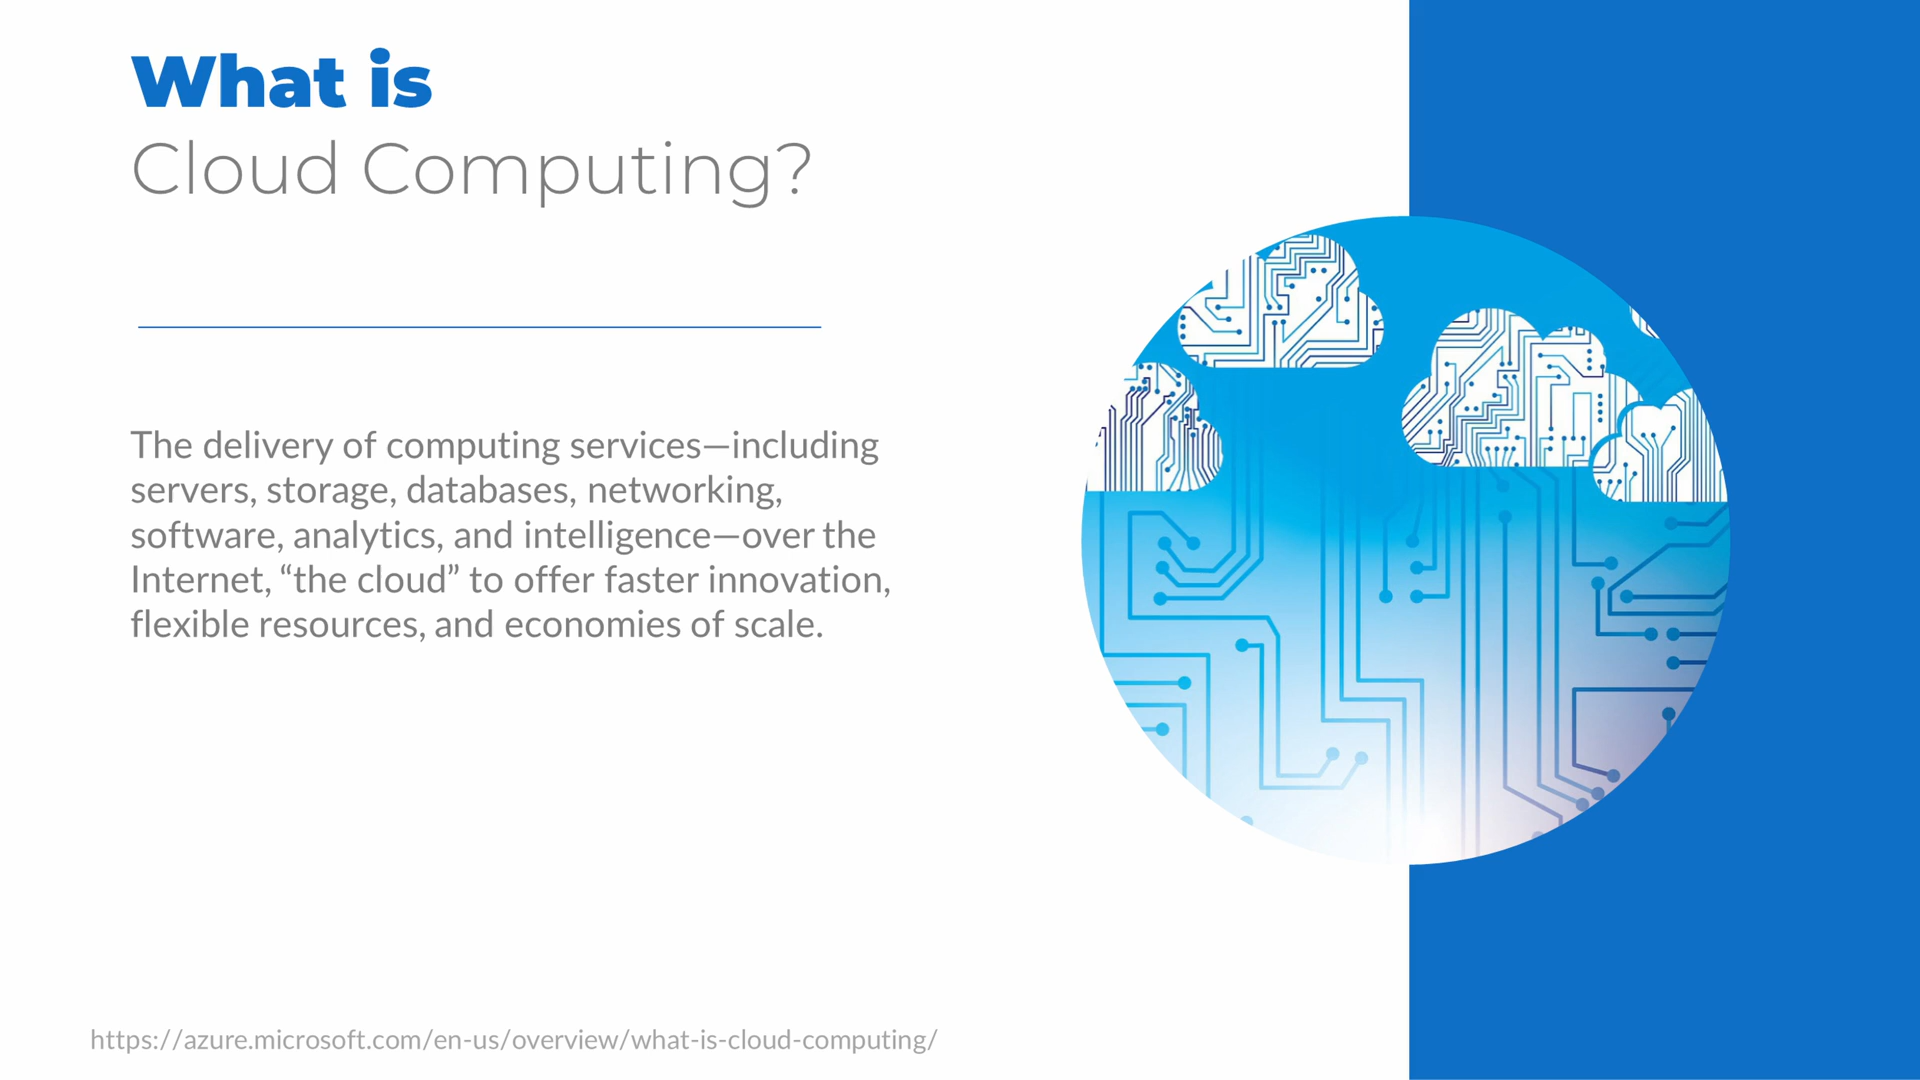 What is
Cloud Computing?
The delivery of computing services—including
servers, storage, databases, networking,
software, analytics, and intelligence—over the
Internet, “the cloud” to offer faster innovation,
flexible resources, and economies of scale.
https://azure.microsoft.com/en-us/overview/what-is-cloud-computing/